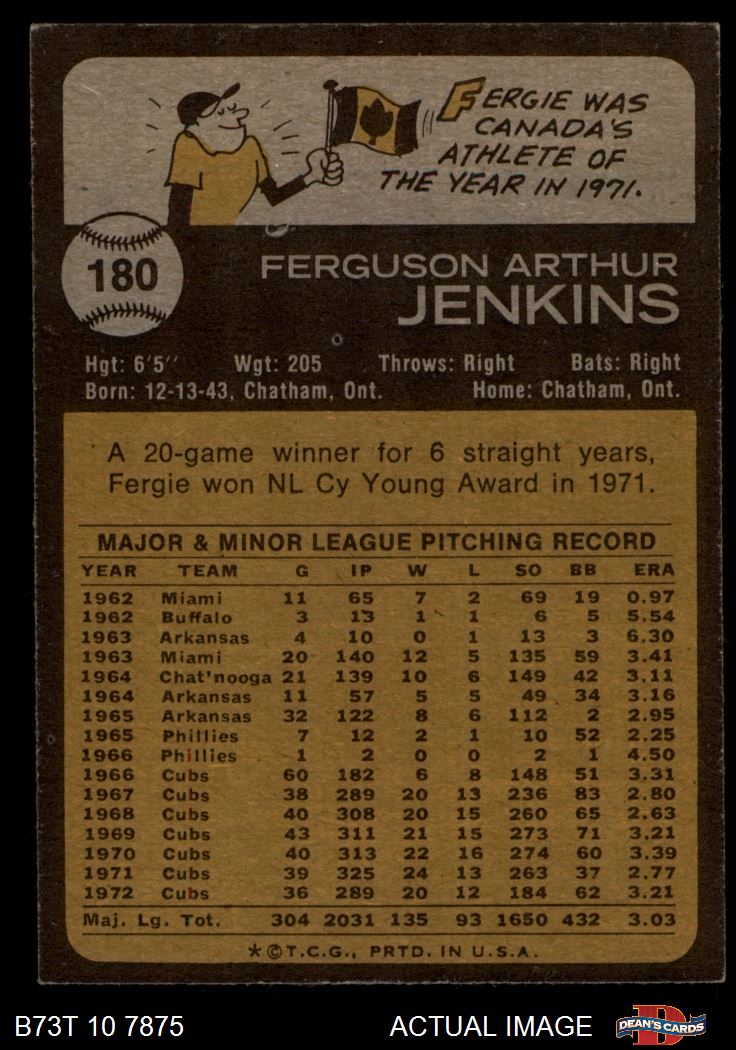 FERGIE WAS
CANADA'S
ATHLETE OF
THE YEAR IN 1971.
180
FERGUSON ARTHUR
JENKINS
Hgt: 6'5" Wgt: 205 Throws: Right Bats: Right
Born: 12-13-43, Chatham, Ont. Home: Chatham, Ont.
A 20-game winner for 6 straight years,
Fergie won NL Cy Young Award in 1971.
MAJOR & MINOR LEAGUE PITCHING RECORD
YEAR TEAM G IP W L SO BB ERA
1962 Miami 11 65 7 2 69 19 0.97
1962 Buffalo 3 13 1 1 6 5 5.54
1963 Arkansas 4 10 0 1 13 3 6.30
1963 Miami 20 140 12 5 135 59 3.41
1964 Chat'nooga 21 139 10 6 149 42 3.11
1964 Arkansas 11 57 5 5 49 34 3.16
1965 Arkansas 32 122 8 6 112 2 2.95
1965 Phillies 7 12 2 1 10 52 2.25
1966 Phillies 1 2 0 0 2 1 4.50
1966 Cubs 60 182 6 8 148 51 3.31
1967 Cubs 38 289 20 13 236 83 2.80
1968 Cubs 40 308 20 15 260 65 2.63
1969 Cubs 43 311 21 15 273 71 3.21
1970 Cubs 40 313 22 16 274 60 3.39
1971 Cubs 39 325 24 13 263 37 2.77
1972 Cubs 36 289 20 12 184 62 3.21
Maj. Lg. Tot. 304 2031 135 93 1650 432 3.03
*©T.C.G., PRTD. IN U.S.A.
B73T 10 7875 ACTUAL IMAGE D DEAN'S CARDS